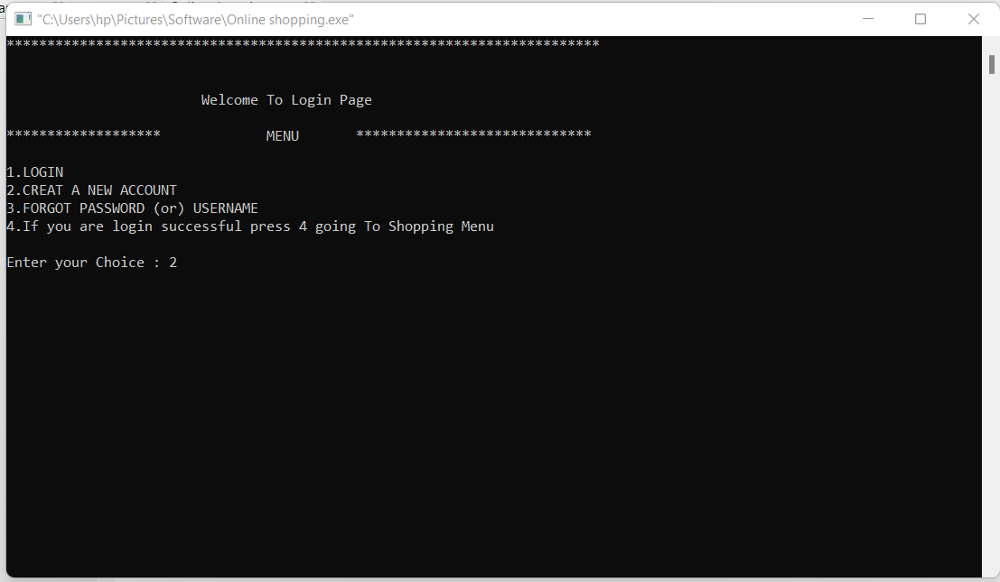 "C:\Users\hp\Pictures\Software\Online shopping.exe"
*************************************************************************
Welcome To Login Page
******************* MENU *****************************
1.LOGIN
2.CREAT A NEW ACCOUNT
3.FORGOT PASSWORD (or) USERNAME
4.If you are login successful press 4 going To Shopping Menu
Enter your Choice : 2